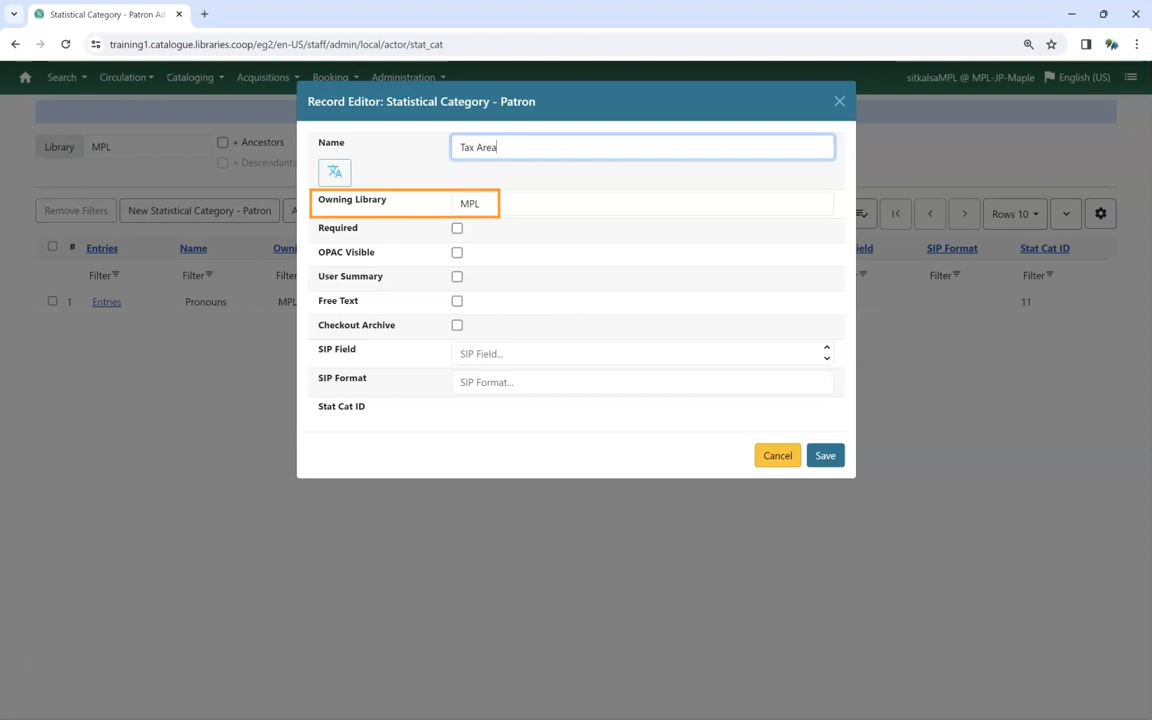 Statistical Category - Patron Ad
training1.catalogue.libraries.coop/eg2/en-US/staff/admin/local/actor/stat_cat
Search Circulation Cataloging Acquisitions Booking Administration sitkalsaMPL @ MPL-JP-Maple English (US)
Record Editor: Statistical Category - Patron
Library MPL + Ancestors
+ Descendants
Name Tax Area
Owning Library MPL
Remove Filters New Statistical Category - Patron A Rows 10
Required
# Entries Name Owni ield SIP Format Stat Cat ID
OPAC Visible
Filter Filter Filter Filter Filter
User Summary
1 Entries Pronouns MPL 11
Free Text
Checkout Archive
SIP Field SIP Field...
SIP Format SIP Format...
Stat Cat ID
Cancel Save